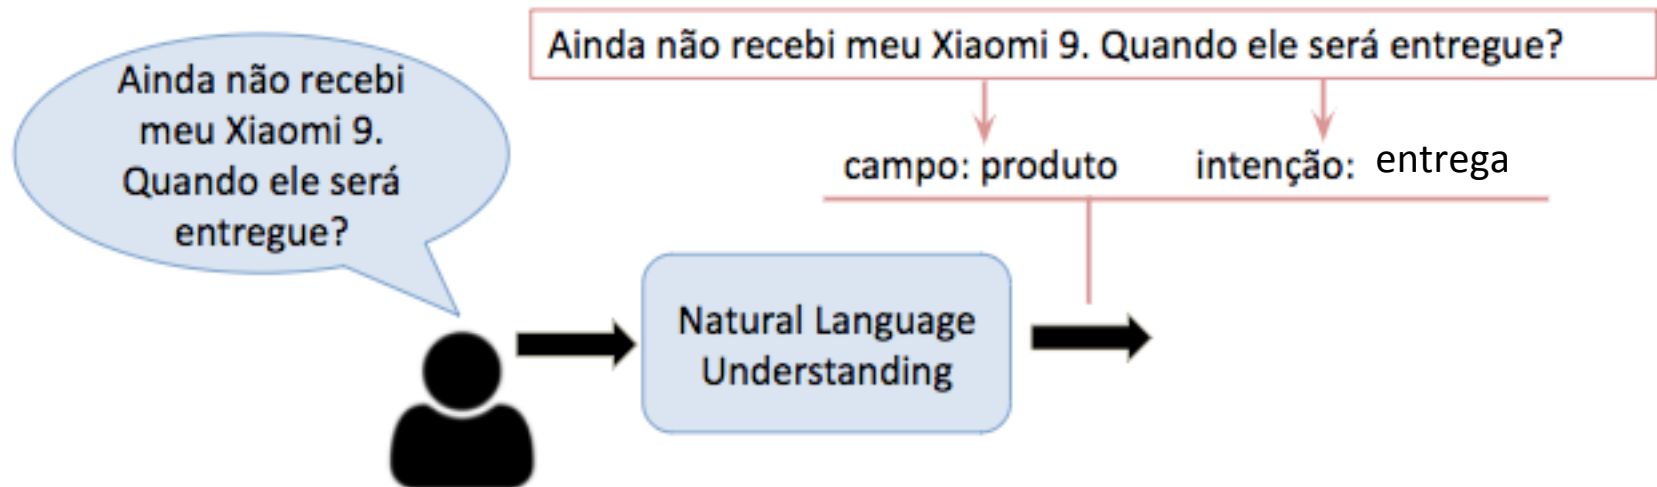 Ainda não recebi
meu Xiaomi 9.
Quando ele será
entregue?
Ainda não recebi meu Xiaomi 9. Quando ele será entregue?
campo: produto intenção: entrega
Natural Language
Understanding